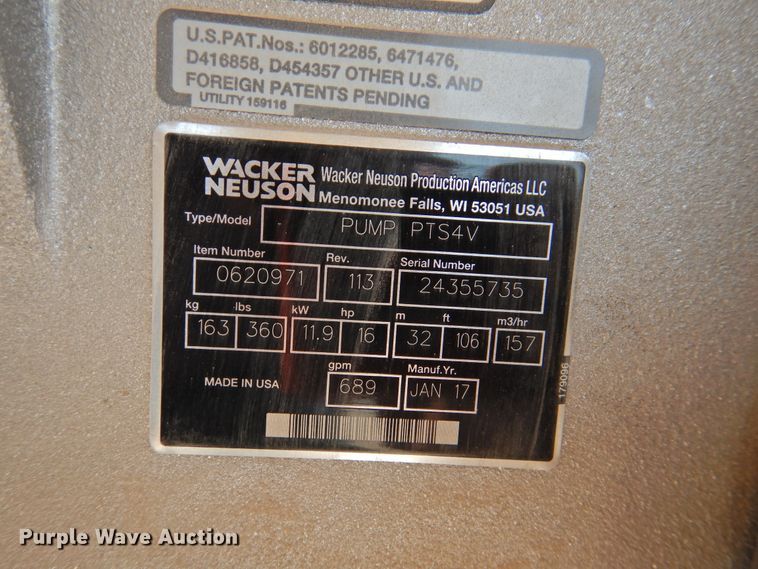 U.S.PAT.Nos.: 6012285, 6471476,
D416858, D454357 OTHER U.S. AND
FOREIGN PATENTS PENDING
UTILITY 159116
WACKER
NEUSON
Wacker Neuson Production Americas LLC
Menomonee Falls, WI 53051 USA
Type/Model PUMP PTS4V
Item Number Rev. Serial Number
0620971 113 24355735
kg lbs kW hp m ft m3/hr
163 360 11.9 16 32 106 157
gpm Manuf.Yr.
MADE IN USA 689 JAN 17
179096
Purple Wave Auction